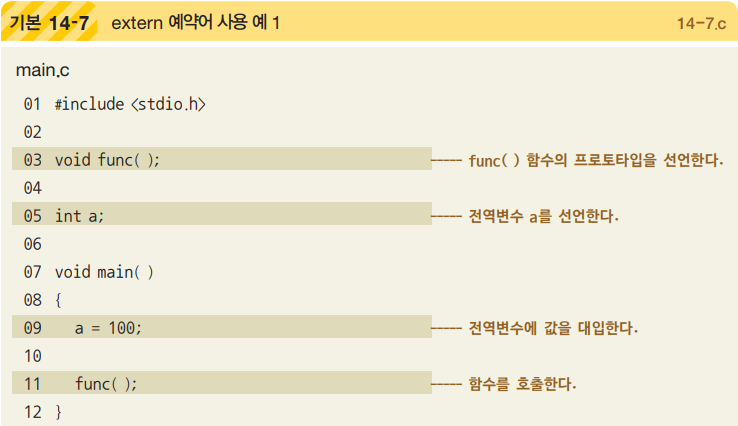 기본 14-7 extern 예약어 사용 예 1 14-7.c
main.c
01 #include <stdio.h>
02
03 void func( ); func( ) 함수의 프로토타입을 선언한다.
04
05 int a; 전역변수 a를 선언한다.
06
07 void main( )
08 {
09 a = 100; 전역변수에 값을 대입한다.
10
11 func( ); 함수를 호출한다.
12 }